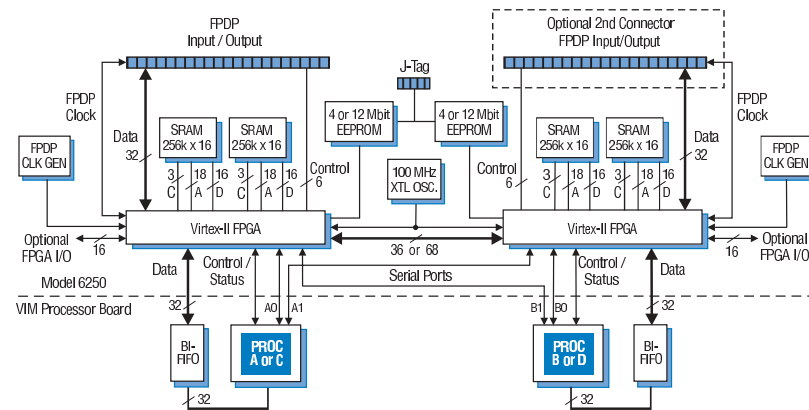 FPDP
Input / Output
Optional 2nd Connector
FPDP Input/Output
J-Tag
FPDP
Clock
Data
32
SRAM
256k x 16
SRAM
256k x 16
4 or 12 Mbit
EEPROM
4 or 12 Mbit
EEPROM
SRAM
256k x 16
SRAM
256k x 16
Data
32
FPDP
Clock
FPDP
CLK GEN
3
C
18
A
16
D
3
C
18
A
16
D
Control
6
100 MHz
XTL OSC.
Control
6
3
C
18
A
16
D
3
C
18
A
16
D
FPDP
CLK GEN
Virtex-II FPGA
Virtex-II FPGA
Optional
FPGA I/O
16
36 or 68
16
Optional
FPGA I/O
Data
Control /
Status
Serial Ports
Control /
Status
Data
Model 6250
VIM Processor Board
32
A0
A1
B1
B0
32
BI-
FIFO
PROC
A or C
PROC
B or D
BI-
FIFO
32
32